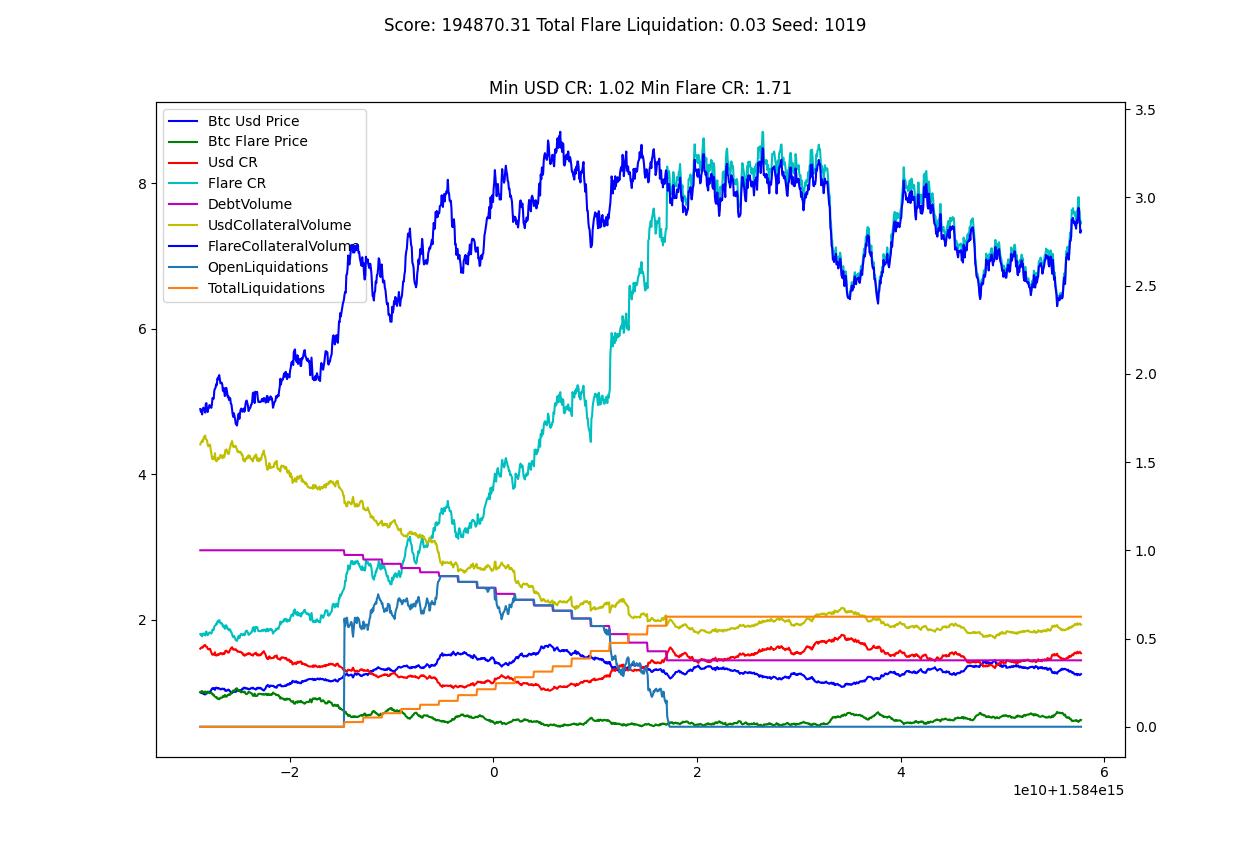 Score: 194870.31 Total Flare Liquidation: 0.03 Seed: 1019
Min USD CR: 1.02 Min Flare CR: 1.71
Btc Usd Price
Btc Flare Price
Usd CR
Flare CR
DebtVolume
UsdCollateralVolume
FlareCollateralVolume
OpenLiquidations
TotalLiquidations
8
6
4
2
3.5
3.0
2.5
2.0
1.5
1.0
0.5
0.0
−2 0 2 4 6
1e10+1.584e15